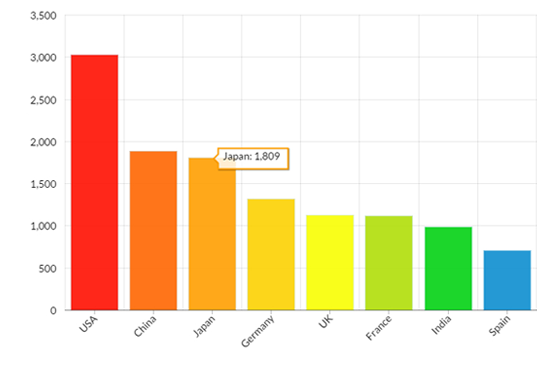 3,500
3,000
2,500
2,000
1,500
1,000
500
0
Japan: 1,809
USA
China
Japan
Germany
UK
France
India
Spain